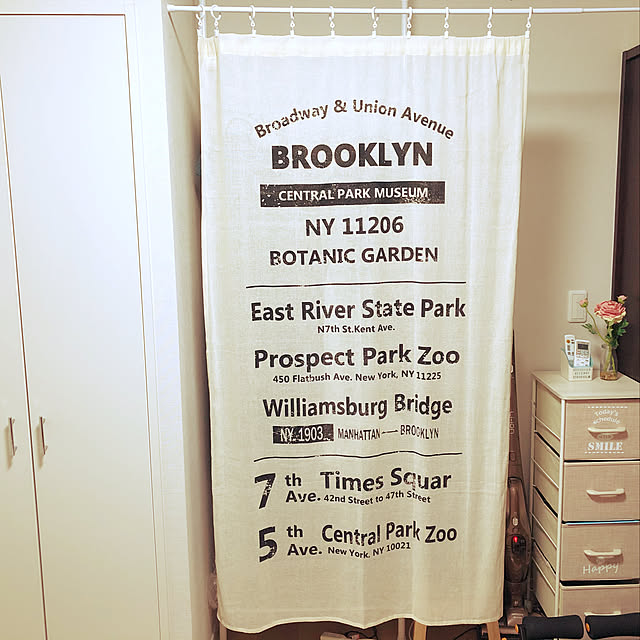 Broadway & Union Avenue
BROOKLYN
CENTRAL PARK MUSEUM
NY 11206
BOTANIC GARDEN
East River State Park
N7th St.Kent Ave.
Prospect Park Zoo
450 Flatbush Ave. New York, NY 11225
Williamsburg Bridge
NY 1903 MANHATTAN — BROOKLYN
7th Ave. Times Squar
42nd Street to 47th Street
5th Ave. Central Park Zoo
New York, NY 10021
Today's
schedule
SMILE
Happy